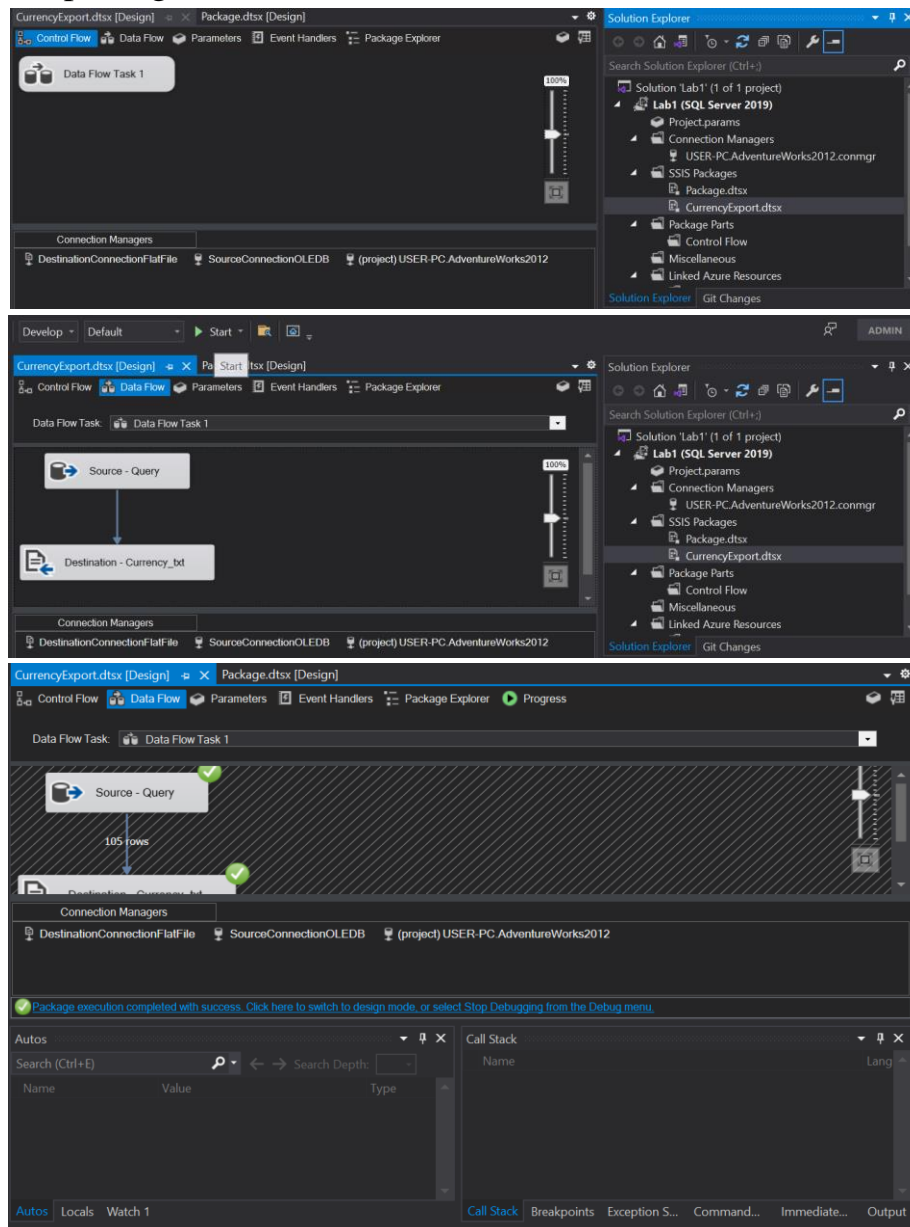 CurrencyExport.dtsx [Design] Package.dtsx [Design]
Control Flow Data Flow Parameters Event Handlers Package Explorer
Data Flow Task 1
100%
Connection Managers
DestinationConnectionFlatFile SourceConnectionOLEDB (project) USER-PC.AdventureWorks2012
Solution Explorer
Search Solution Explorer (Ctrl+;)
Solution 'Lab1' (1 of 1 project)
Lab1 (SQL Server 2019)
Project.params
Connection Managers
USER-PC.AdventureWorks2012.conmgr
SSIS Packages
Package.dtsx
CurrencyExport.dtsx
Package Parts
Control Flow
Miscellaneous
Linked Azure Resources
Solution Explorer Git Changes
Develop Default Start ADMIN
CurrencyExport.dtsx [Design] Pa Start tsx [Design]
Control Flow Data Flow Parameters Event Handlers Package Explorer
Data Flow Task: Data Flow Task 1
Source - Query
100%
Destination - Currency_txt
Connection Managers
DestinationConnectionFlatFile SourceConnectionOLEDB (project) USER-PC.AdventureWorks2012
Solution Explorer
Search Solution Explorer (Ctrl+;)
Solution 'Lab1' (1 of 1 project)
Lab1 (SQL Server 2019)
Project.params
Connection Managers
USER-PC.AdventureWorks2012.conmgr
SSIS Packages
Package.dtsx
CurrencyExport.dtsx
Package Parts
Control Flow
Miscellaneous
Linked Azure Resources
Solution Explorer Git Changes
CurrencyExport.dtsx [Design] Package.dtsx [Design]
Control Flow Data Flow Parameters Event Handlers Package Explorer Progress
Data Flow Task: Data Flow Task 1
Source - Query
105 rows
Destination - Currency_txt
Connection Managers
DestinationConnectionFlatFile SourceConnectionOLEDB (project) USER-PC.AdventureWorks2012
Package execution completed with success. Click here to switch to design mode, or select Stop Debugging from the Debug menu.
Autos
Search (Ctrl+E) Search Depth:
Name Value Type
Autos Locals Watch 1
Call Stack
Name Lang
Call Stack Breakpoints Exception S... Command... Immediate... Output